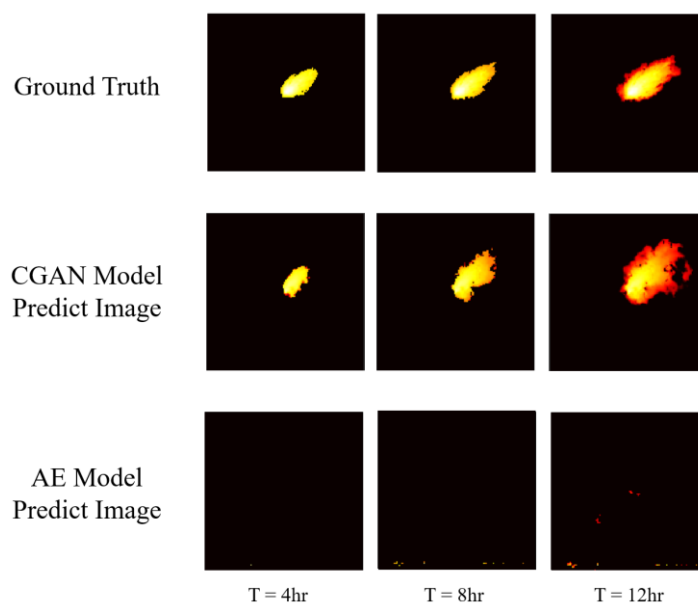 Ground Truth
CGAN Model
Predict Image
AE Model
Predict Image
T = 4hr
T = 8hr
T = 12hr